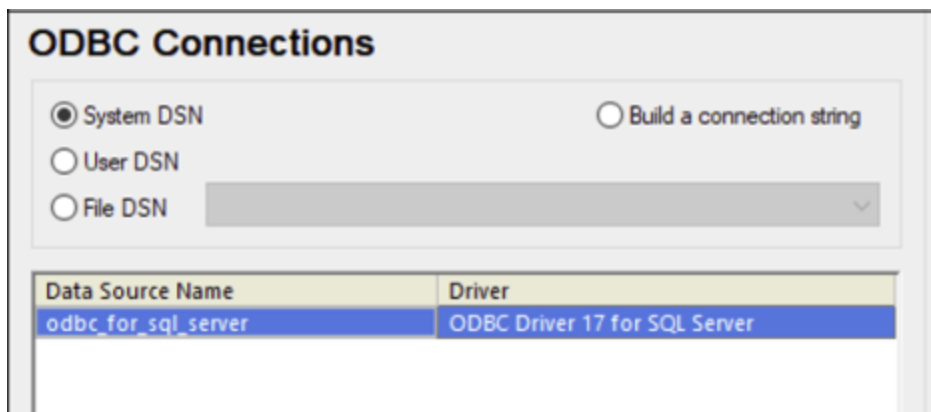 ODBC Connections
System DSN
Build a connection string
User DSN
File DSN
Data Source Name Driver
odbc_for_sql_server ODBC Driver 17 for SQL Server